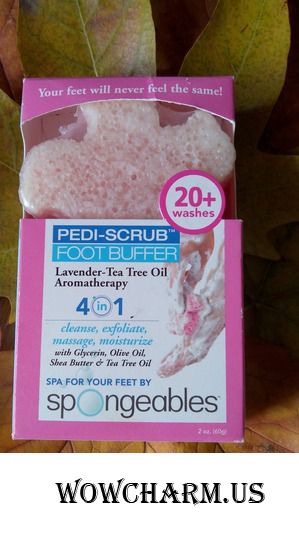 Your feet will never feel the same!
20+
washes
PEDI-SCRUB™
FOOT BUFFER
Lavender-Tea Tree Oil
Aromatherapy
4 in 1
cleanse, exfoliate,
massage, moisturize
with Glycerin, Olive Oil,
Shea Butter & Tea Tree Oil
SPA FOR YOUR FEET BY
spongeables™
2 oz. (60g)
WOWCHARM.US